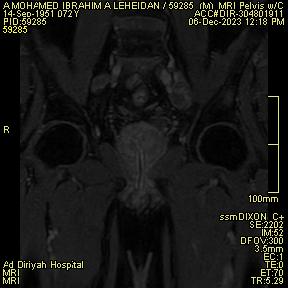 A MOHAMED IBRAHIM A LEHEIDAN / 59285 (M) MRI Pelvis w/C
14-Sep-1951 072Y ACC#DIR-304801911
PID:59285 06-Dec-2023 12:18 PM
59285
R
100mm
ssmDIXON_C+
SE:2202
IM:52
DFOV:300
3.5mm
Ad Diriyah Hospital EC:1
MRI TE:0
MRI ET:70
TR:5.29